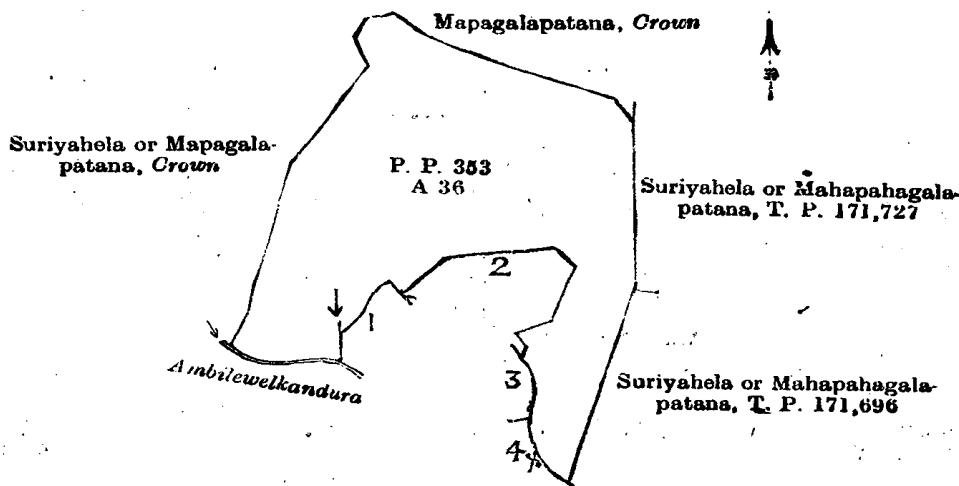 Mapagalapatana, Crown
Suriyahela or Mapagala-
patana, Crown
P. P. 353
A 36
Suriyahela or Mahapahagala-
patana, T. P. 171,727
1
2
Ambilewelkandura
3
Suriyahela or Mahapahagala-
patana, T. P. 171,696
4